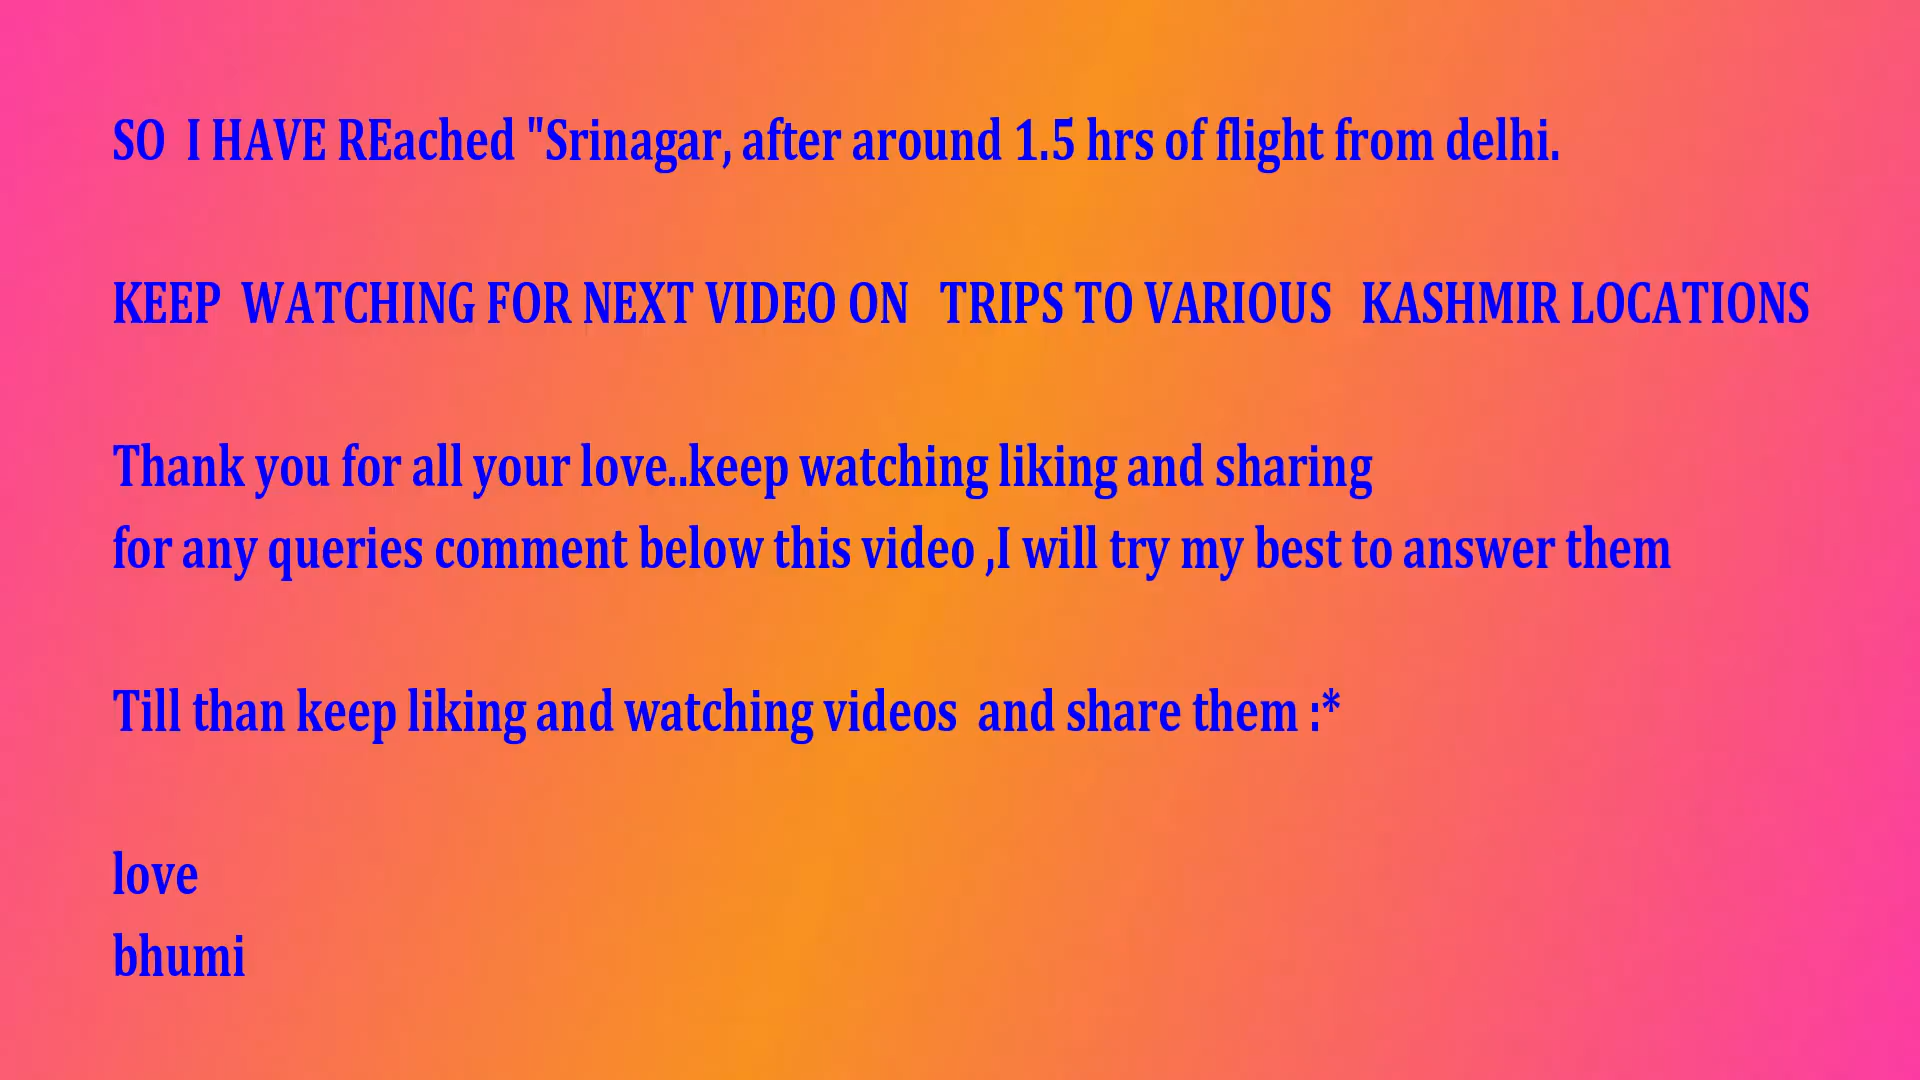 SO  I HAVE REached "Srinagar, after around 1.5 hrs of flight from delhi.
KEEP  WATCHING FOR NEXT VIDEO ON   TRIPS TO VARIOUS   KASHMIR LOCATIONS
Thank you for all your love..keep watching liking and sharing
for any queries comment below this video ,I will try my best to answer them
Till than keep liking and watching videos  and share them :*
love
bhumi